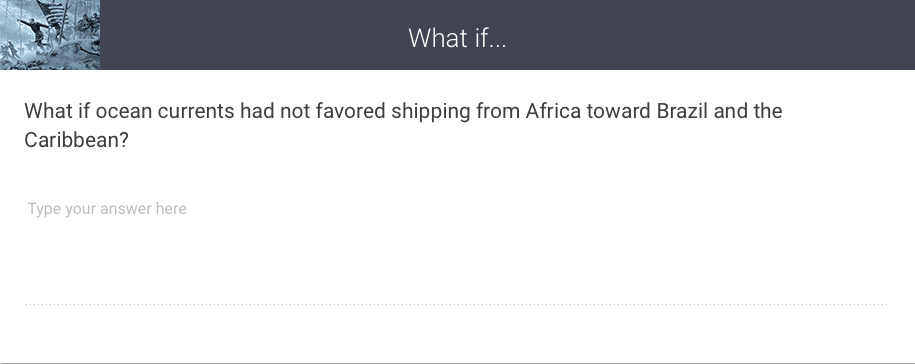 What if...
What if ocean currents had not favored shipping from Africa toward Brazil and the
Caribbean?
Type your answer here